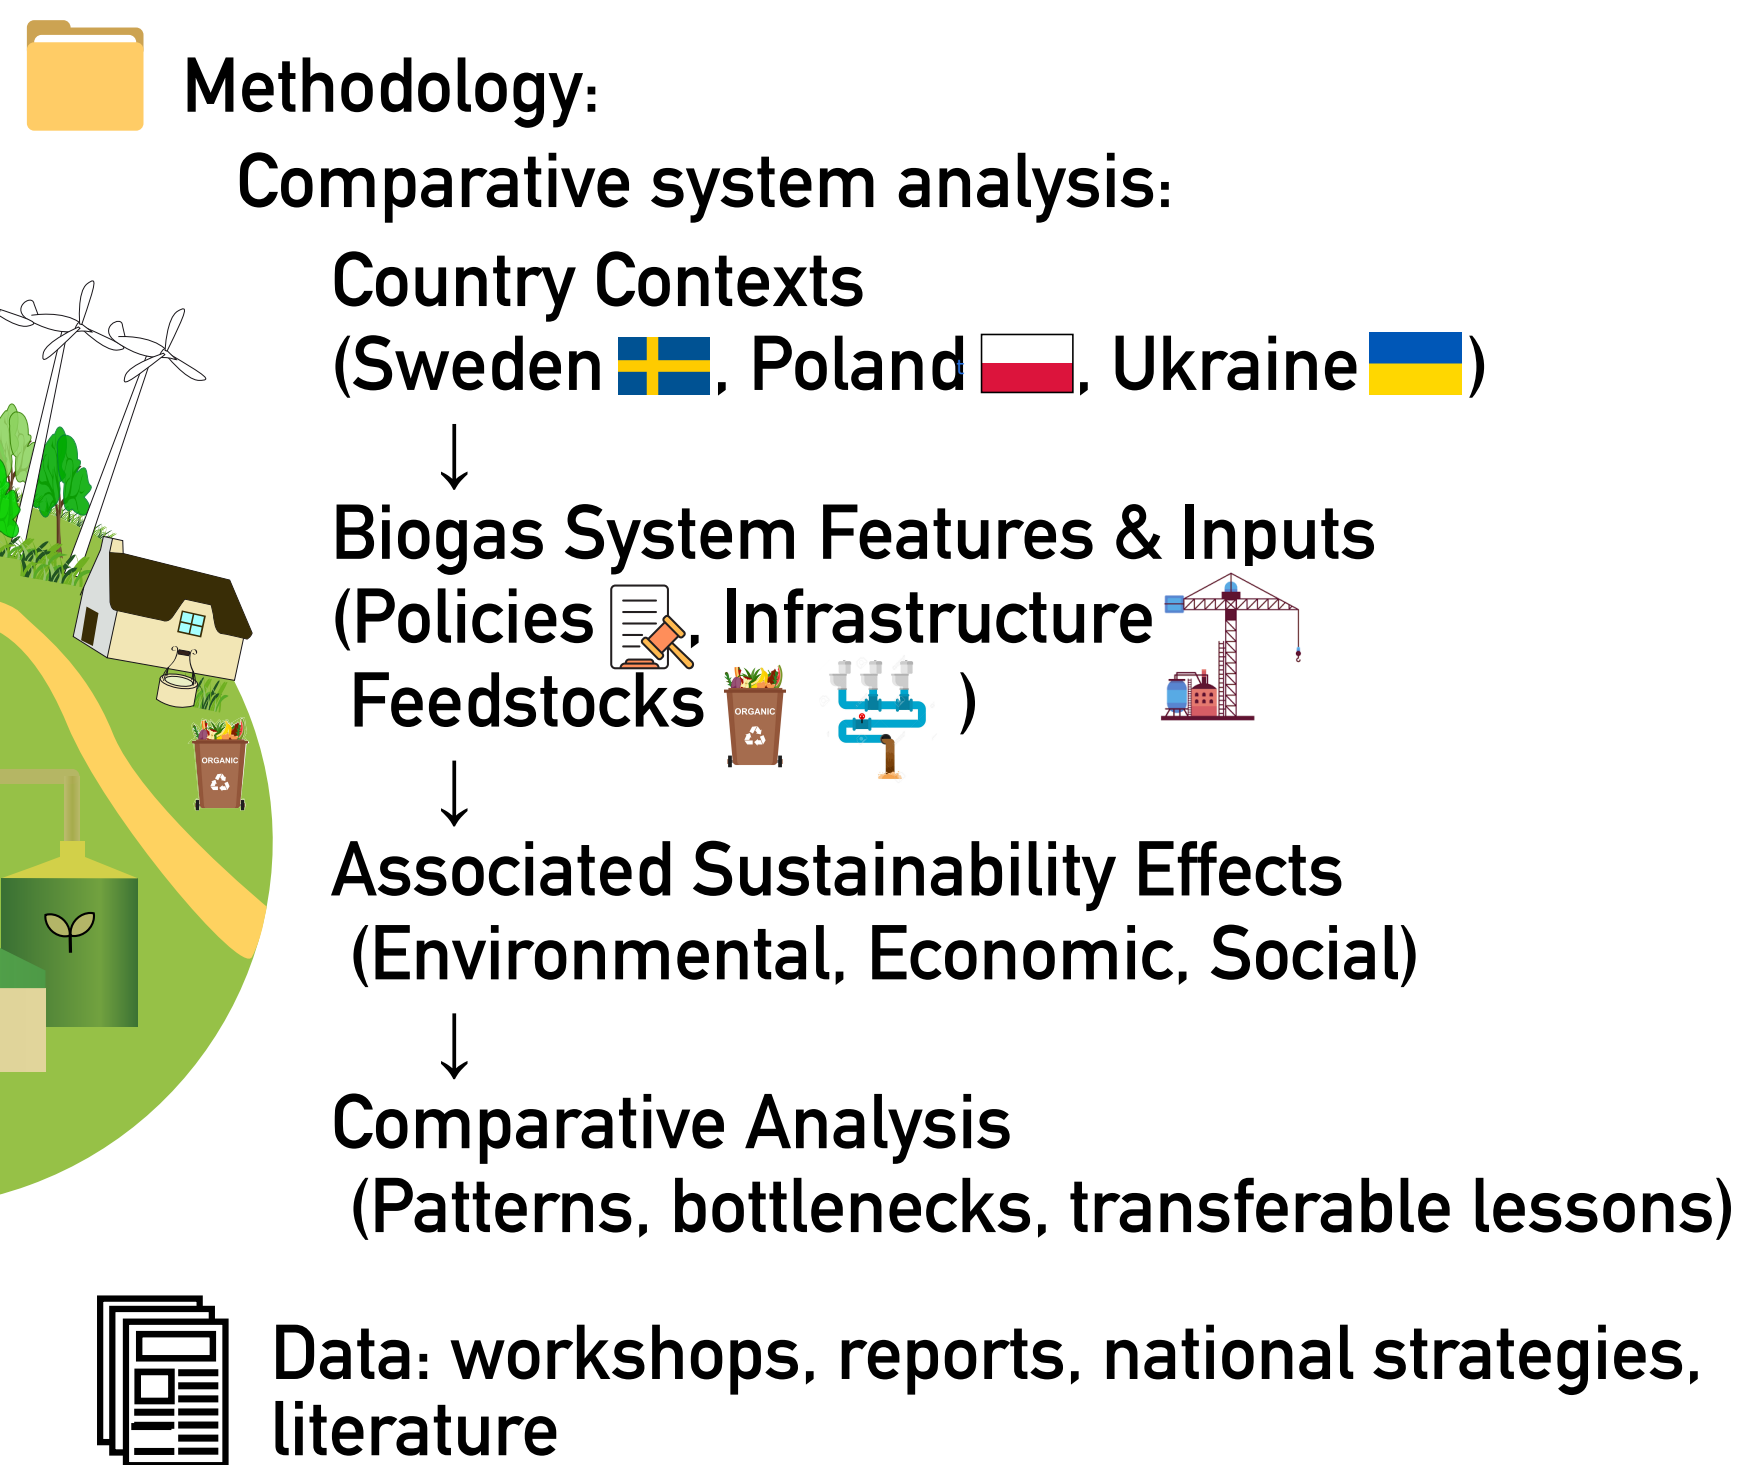 Methodology:
Comparative system analysis:
Country Contexts
(Sweden , Poland t , Ukraine )
↓
Biogas System Features & Inputs
(Policies , Infrastructure
Feedstocks )
ORGANIC
ORGANIC
↓
Associated Sustainability Effects
(Environmental, Economic, Social)
↓
Comparative Analysis
(Patterns, bottlenecks, transferable lessons)
Data: workshops, reports, national strategies,
literature